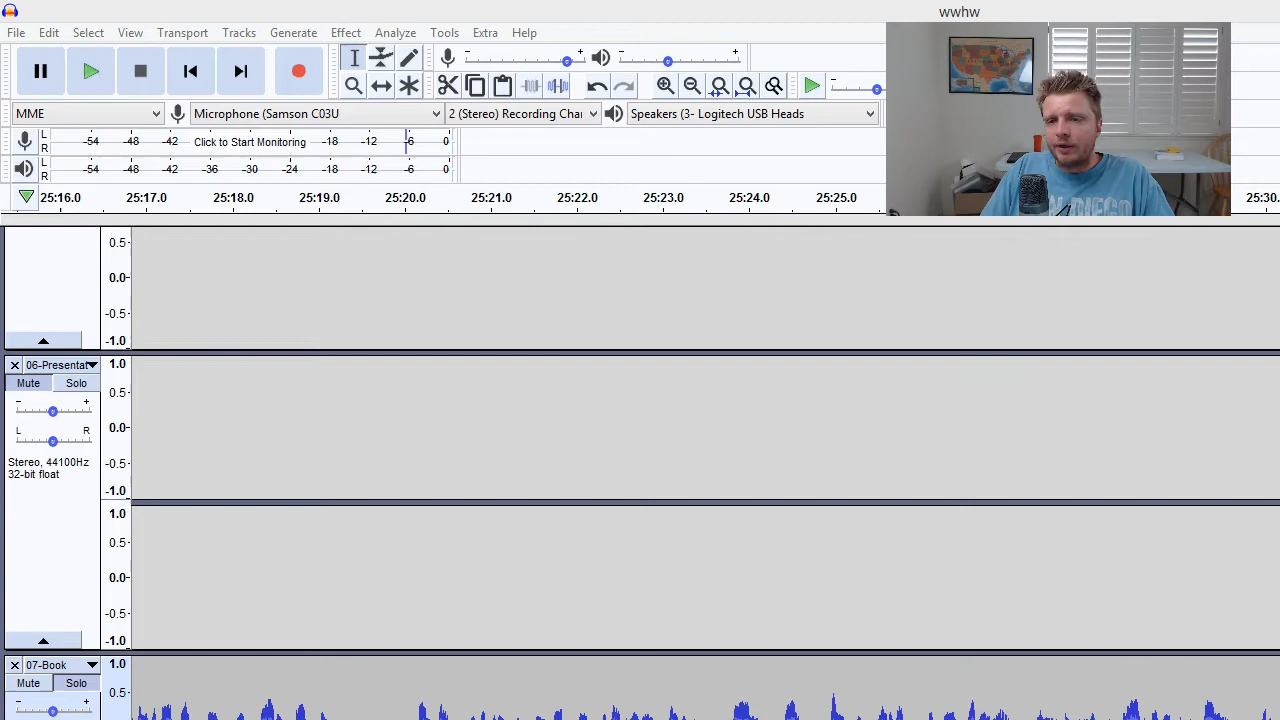 wwhw
File Edit Select View Transport Tracks Generate Effect Analyze Tools Extra Help
MME Microphone (Samson C03U 2 (Stereo) Recording Chan Speakers (3- Logitech USB Heads
L
R
-54 -48 -42 Click to Start Monitoring -18 -12 -6 0
L
R
-54 -48 -42 -36 -30 -24 -18 -12 -6 0
25:16.0 25:17.0 25:18.0 25:19.0 25:20.0 25:21.0 25:22.0 25:23.0 25:24.0 25:25.0 25:30.
N DIEGO
0.5
0.0
-0.5
-1.0
06-Presentat
Mute Solo
- +
L R
Stereo, 44100Hz
32-bit float
1.0
0.5
0.0
-0.5
-1.0
1.0
0.5
0.0
-0.5
-1.0
07-Book
Mute Solo
- +
1.0
0.5